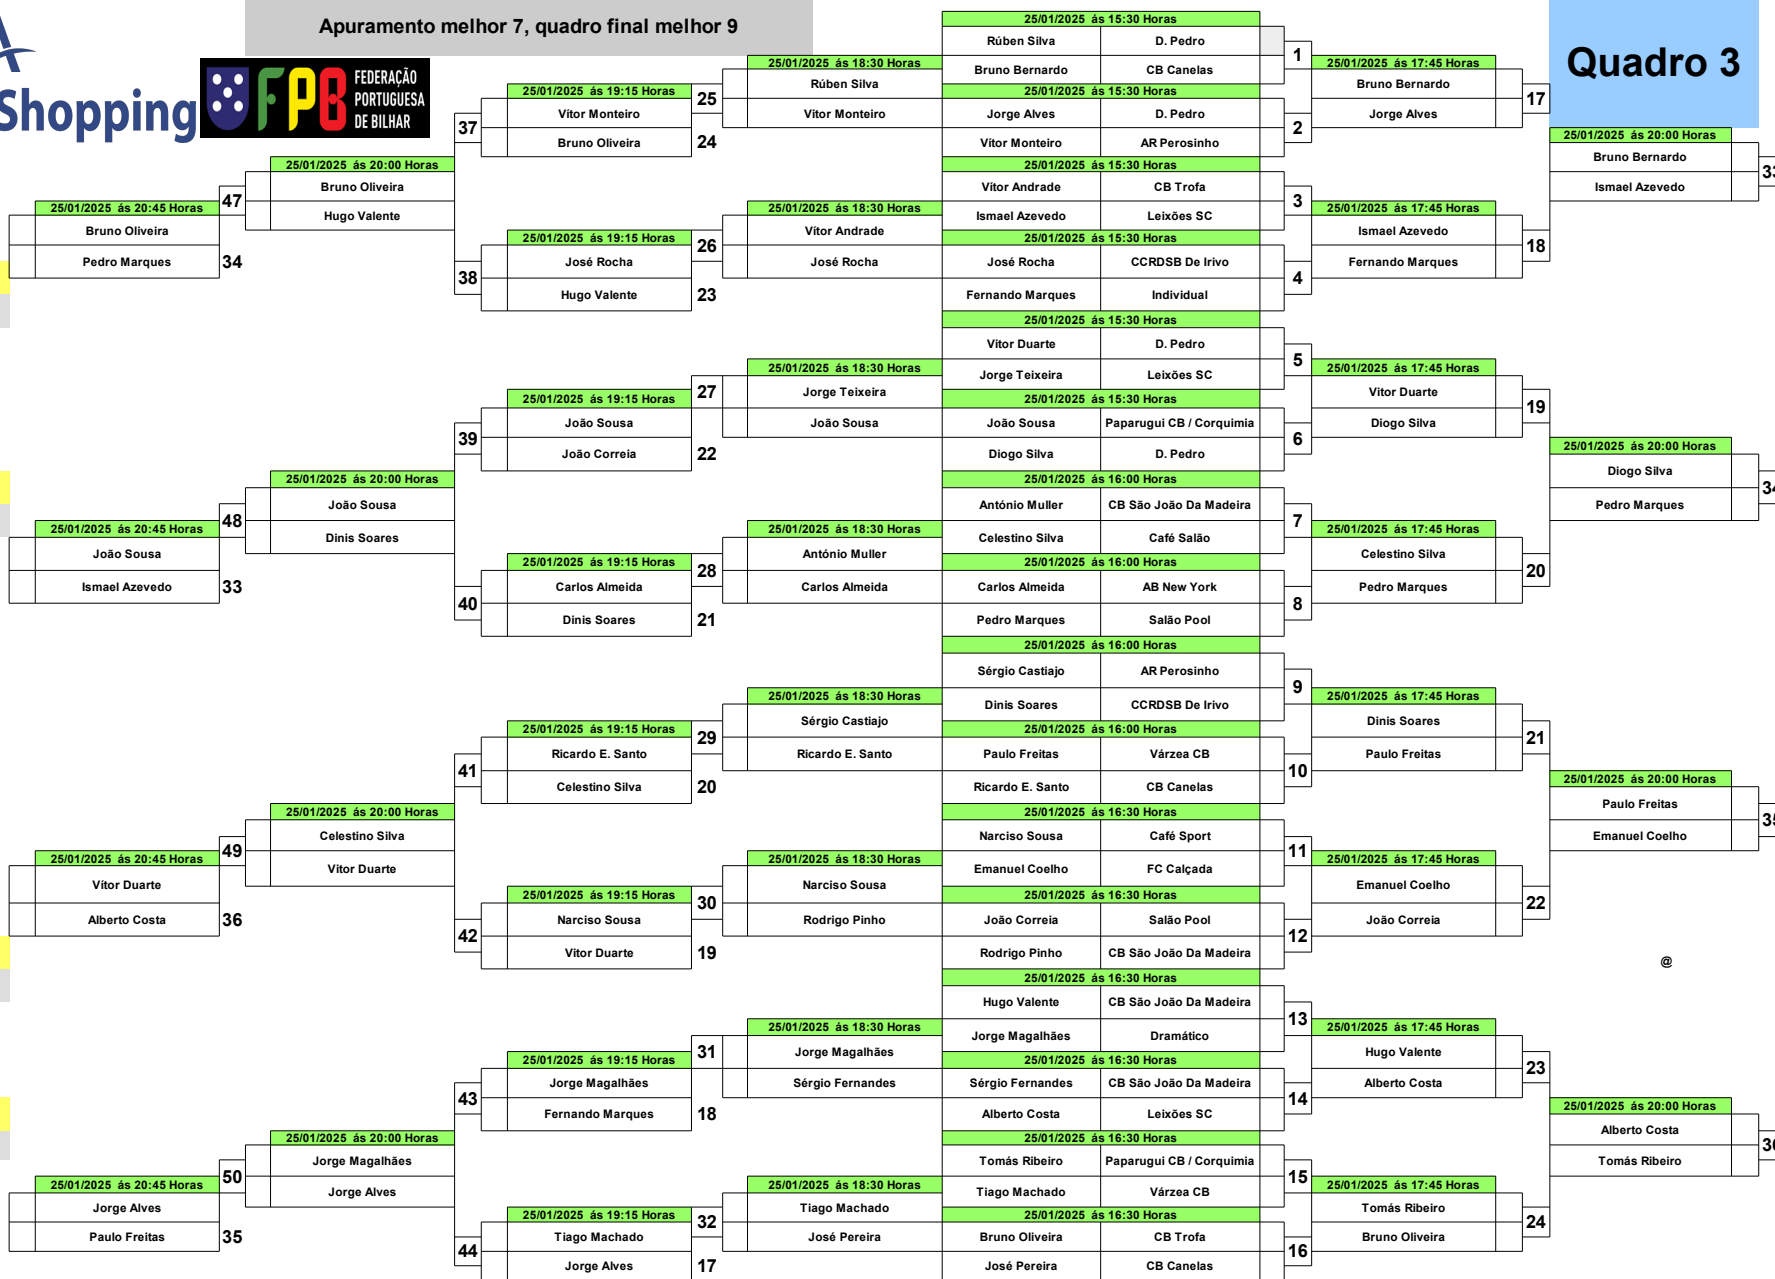 A
Shopping
FPB
FEDERAÇÃO
PORTUGUESA
DE BILHAR
Apuramento melhor 7, quadro final melhor 9
Quadro 3
25/01/2025 ás 20:45 Horas
Bruno Oliveira
Pedro Marques
34
47
25/01/2025 ás 20:45 Horas
João Sousa
Ismael Azevedo
33
48
25/01/2025 ás 20:45 Horas
Vítor Duarte
Alberto Costa
36
49
25/01/2025 ás 20:45 Horas
Jorge Alves
Paulo Freitas
35
50
25/01/2025 ás 20:00 Horas
Bruno Oliveira
Hugo Valente
25/01/2025 ás 20:00 Horas
João Sousa
Dinis Soares
25/01/2025 ás 20:00 Horas
Celestino Silva
Vitor Duarte
25/01/2025 ás 20:00 Horas
Jorge Magalhães
Jorge Alves
37
25/01/2025 ás 19:15 Horas
Vítor Monteiro
Bruno Oliveira
25
24
38
25/01/2025 ás 19:15 Horas
José Rocha
Hugo Valente
26
23
39
25/01/2025 ás 19:15 Horas
João Sousa
João Correia
27
22
40
25/01/2025 ás 19:15 Horas
Carlos Almeida
Dinis Soares
28
21
41
25/01/2025 ás 19:15 Horas
Ricardo E. Santo
Celestino Silva
29
20
42
25/01/2025 ás 19:15 Horas
Narciso Sousa
Vitor Duarte
30
19
43
25/01/2025 ás 19:15 Horas
Jorge Magalhães
Fernando Marques
31
18
44
25/01/2025 ás 19:15 Horas
Tiago Machado
Jorge Alves
32
17
25/01/2025 ás 18:30 Horas
Rúben Silva
Vitor Monteiro
25/01/2025 ás 18:30 Horas
Vítor Andrade
José Rocha
25/01/2025 ás 18:30 Horas
Jorge Teixeira
João Sousa
25/01/2025 ás 18:30 Horas
António Muller
Carlos Almeida
25/01/2025 ás 18:30 Horas
Sérgio Castiajo
Ricardo E. Santo
25/01/2025 ás 18:30 Horas
Narciso Sousa
Rodrigo Pinho
25/01/2025 ás 18:30 Horas
Jorge Magalhães
Sérgio Fernandes
25/01/2025 ás 18:30 Horas
Tiago Machado
José Pereira
25/01/2025 ás 15:30 Horas
Rúben Silva D. Pedro
Bruno Bernardo CB Canelas
1
25/01/2025 ás 15:30 Horas
Jorge Alves D. Pedro
Vítor Monteiro AR Perosinho
2
25/01/2025 ás 15:30 Horas
Vítor Andrade CB Trofa
Ismael Azevedo Leixões SC
3
25/01/2025 ás 15:30 Horas
José Rocha CCRDSB De Irivo
Fernando Marques Individual
4
25/01/2025 ás 15:30 Horas
Vitor Duarte D. Pedro
Jorge Teixeira Leixões SC
5
25/01/2025 ás 15:30 Horas
João Sousa Paparugui CB / Corquimia
Diogo Silva D. Pedro
6
25/01/2025 ás 16:00 Horas
António Muller CB São João Da Madeira
Celestino Silva Café Salão
7
25/01/2025 ás 16:00 Horas
Carlos Almeida AB New York
Pedro Marques Salão Pool
8
25/01/2025 ás 16:00 Horas
Sérgio Castiajo AR Perosinho
Dinis Soares CCRDSB De Irivo
9
25/01/2025 ás 16:00 Horas
Paulo Freitas Várzea CB
Ricardo E. Santo CB Canelas
10
25/01/2025 ás 16:30 Horas
Narciso Sousa Café Sport
Emanuel Coelho FC Calçada
11
25/01/2025 ás 16:30 Horas
João Correia Salão Pool
Rodrigo Pinho CB São João Da Madeira
12
25/01/2025 ás 16:30 Horas
Hugo Valente CB São João Da Madeira
Jorge Magalhães Dramático
13
25/01/2025 ás 16:30 Horas
Sérgio Fernandes CB São João Da Madeira
Alberto Costa Leixões SC
14
25/01/2025 ás 16:30 Horas
Tomás Ribeiro Paparugui CB / Corquimia
Tiago Machado Várzea CB
15
25/01/2025 ás 16:30 Horas
Bruno Oliveira CB Trofa
José Pereira CB Canelas
16
25/01/2025 ás 17:45 Horas
Bruno Bernardo
Jorge Alves
17
25/01/2025 ás 17:45 Horas
Ismael Azevedo
Fernando Marques
18
25/01/2025 ás 17:45 Horas
Vitor Duarte
Diogo Silva
19
25/01/2025 ás 17:45 Horas
Celestino Silva
Pedro Marques
20
25/01/2025 ás 17:45 Horas
Dinis Soares
Paulo Freitas
21
25/01/2025 ás 17:45 Horas
Emanuel Coelho
João Correia
22
25/01/2025 ás 17:45 Horas
Hugo Valente
Alberto Costa
23
25/01/2025 ás 17:45 Horas
Tomás Ribeiro
Bruno Oliveira
24
25/01/2025 ás 20:00 Horas
Bruno Bernardo
Ismael Azevedo
33
25/01/2025 ás 20:00 Horas
Diogo Silva
Pedro Marques
34
25/01/2025 ás 20:00 Horas
Paulo Freitas
Emanuel Coelho
35
@
25/01/2025 ás 20:00 Horas
Alberto Costa
Tomás Ribeiro
36